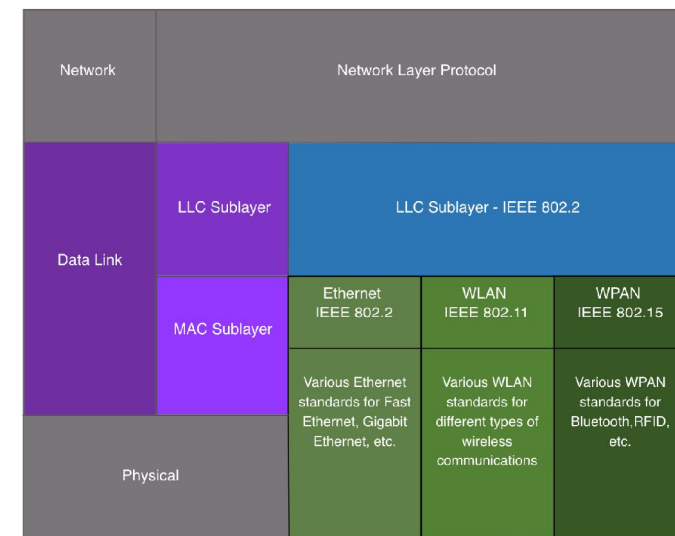 Network
Network Layer Protocol
Data Link
LLC Sublayer
LLC Sublayer - IEEE 802.2
MAC Sublayer
Ethernet
IEEE 802.2
WLAN
IEEE 802.11
WPAN
IEEE 802.15
Various Ethernet
standards for Fast
Ethernet, Gigabit
Ethernet, etc.
Various WLAN
standards for
different types of
wireless
communications
Various WPAN
standards for
Bluetooth,RFID,
etc.
Physical